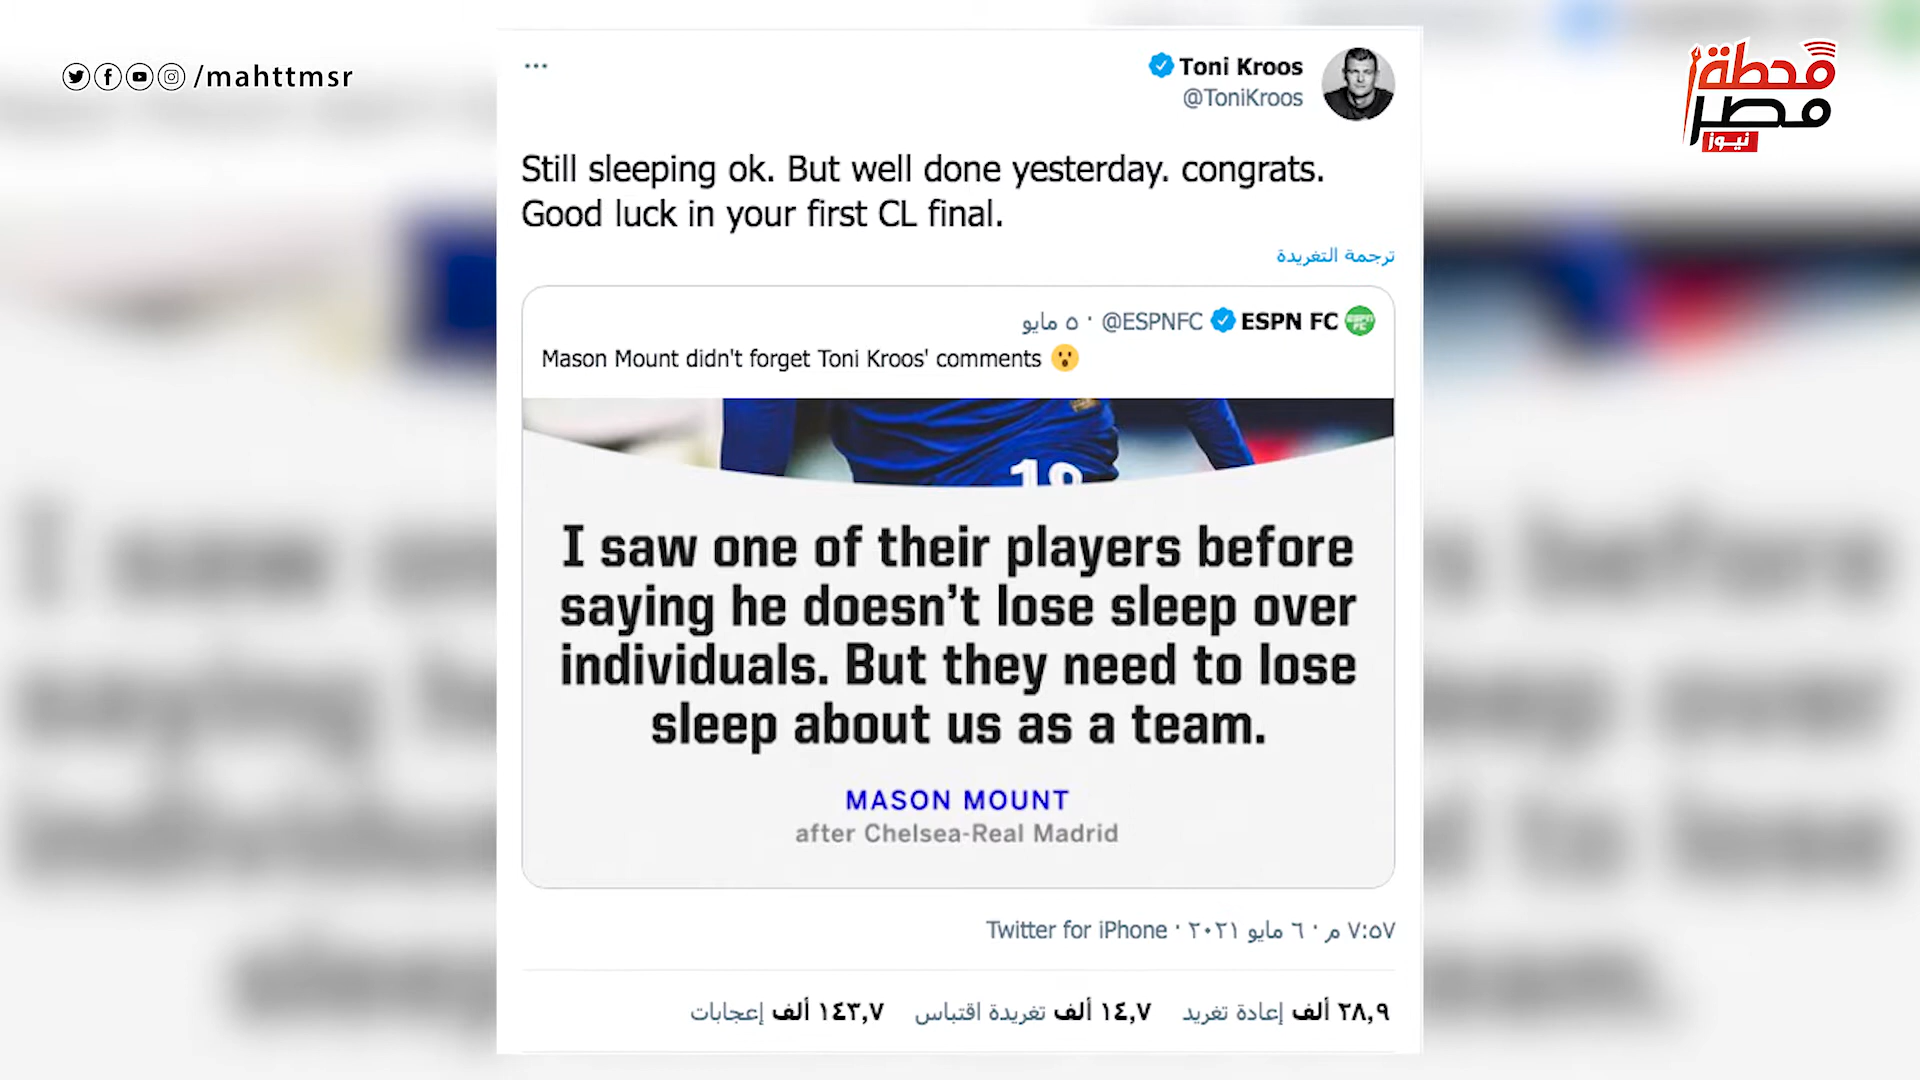 /mahttmsr
محطة
مصر
نيوز
Toni Kroos
@ToniKroos
Still sleeping ok. But well done yesterday. congrats.
Good luck in your first CL final.
ترجمة التغريدة
ESPN FC @ESPNFC · ٥ مايو
Mason Mount didn't forget Toni Kroos' comments 😮
19
I saw one of their players before
saying he doesn't lose sleep over
individuals. But they need to lose
sleep about us as a team.
MASON MOUNT
after Chelsea-Real Madrid
٧:٥٧ م · ٦ مايو ٢٠٢١ · Twitter for iPhone
٢٨,٩ ألف إعادة تغريد ١٤,٧ ألف تغريدة اقتباس ١٤٣,٧ ألف إعجابات